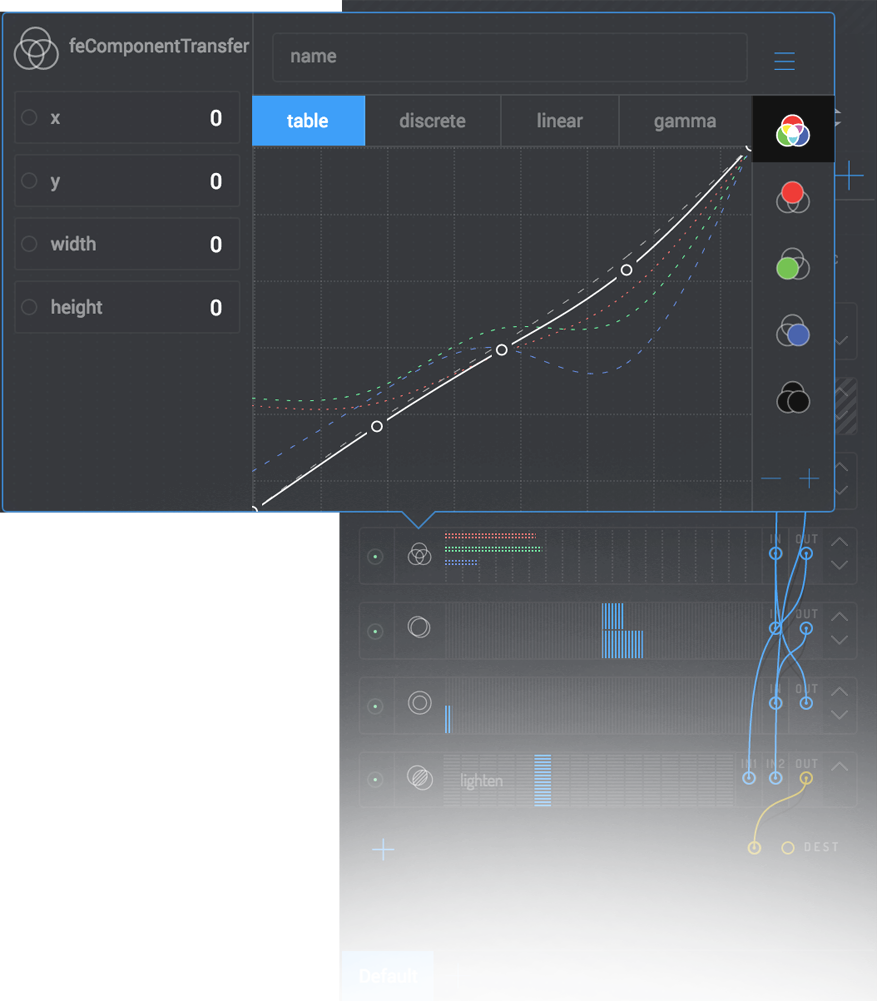 feComponentTransfer
name
x 0
y 0
width 0
height 0
table discrete linear gamma
IN OUT
IN OUT
IN OUT
lighten
IN1 IN2 OUT
DEST
Default